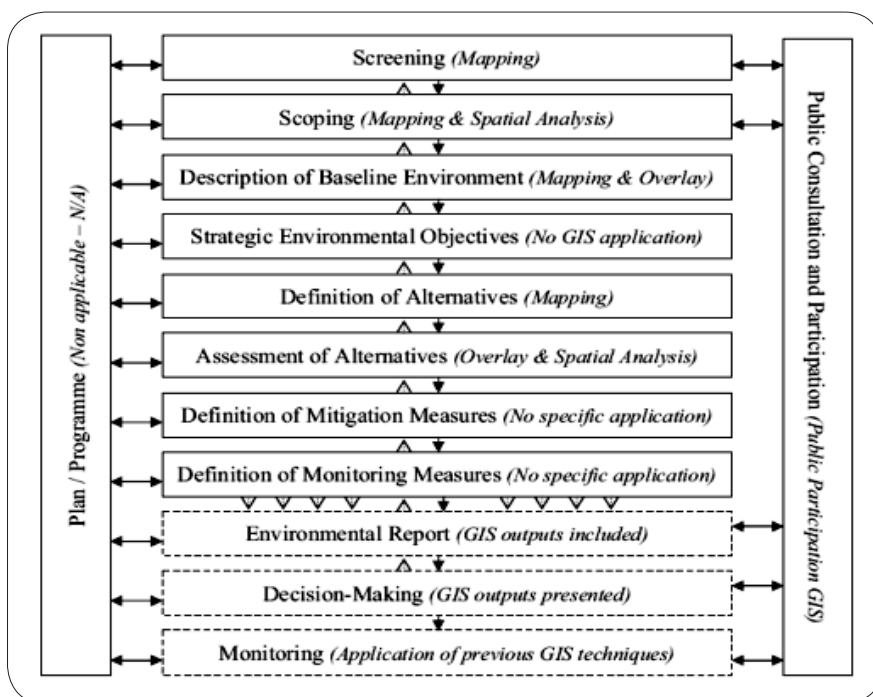 Plan / Programme (Non applicable – N/A)
Screening (Mapping)
Scoping (Mapping & Spatial Analysis)
Description of Baseline Environment (Mapping & Overlay)
Strategic Environmental Objectives (No GIS application)
Definition of Alternatives (Mapping)
Assessment of Alternatives (Overlay & Spatial Analysis)
Definition of Mitigation Measures (No specific application)
Definition of Monitoring Measures (No specific application)
Environmental Report (GIS outputs included)
Decision-Making (GIS outputs presented)
Monitoring (Application of previous GIS techniques)
Public Consultation and Participation (Public Participation GIS)